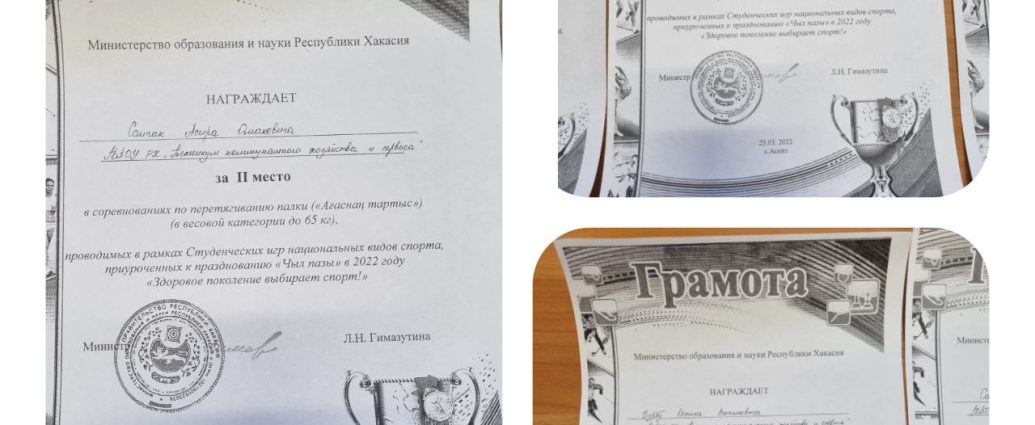 Министерство образования и науки Республики Хакасия
НАГРАЖДАЕТ
за II место
в соревнованиях по перетягиванию палки («Агаснаң тартыс»)
(в весовой категории до 65 кг),
проводимых в рамках Студенческих игр национальных видов спорта,
приуроченных к празднованию «Чыл пазы» в 2022 году
«Здоровое поколение выбирает спорт!»
Министр
Л.Н. Гимазутина
проводимых в рамках Студенческих игр национальных видов спорта,
приуроченных к празднованию «Чыл пазы» в 2022 году
«Здоровое поколение выбирает спорт!»
Министр
Л.Н. Гимазутина
25.03. 2022
с.Аскиз
Грамота
Министерство образования и науки Республики Хакасия
НАГРАЖДАЕТ